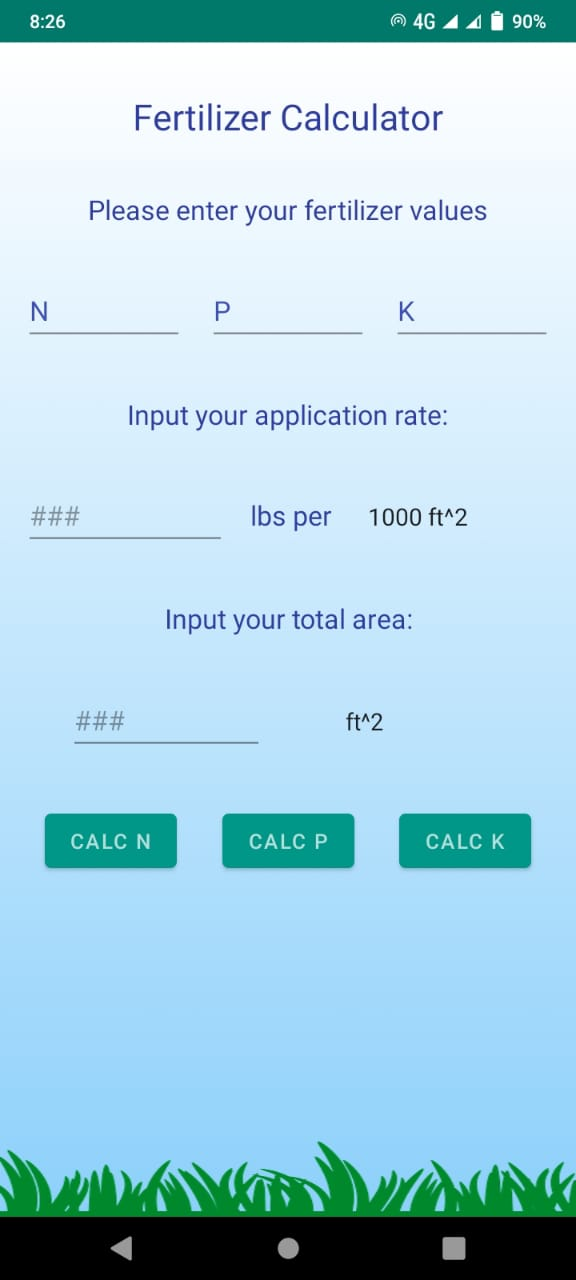 8:26 4G 90%
Fertilizer Calculator
Please enter your fertilizer values
N P K
Input your application rate:
### lbs per 1000 ft^2
Input your total area:
### ft^2
CALC N CALC P CALC K